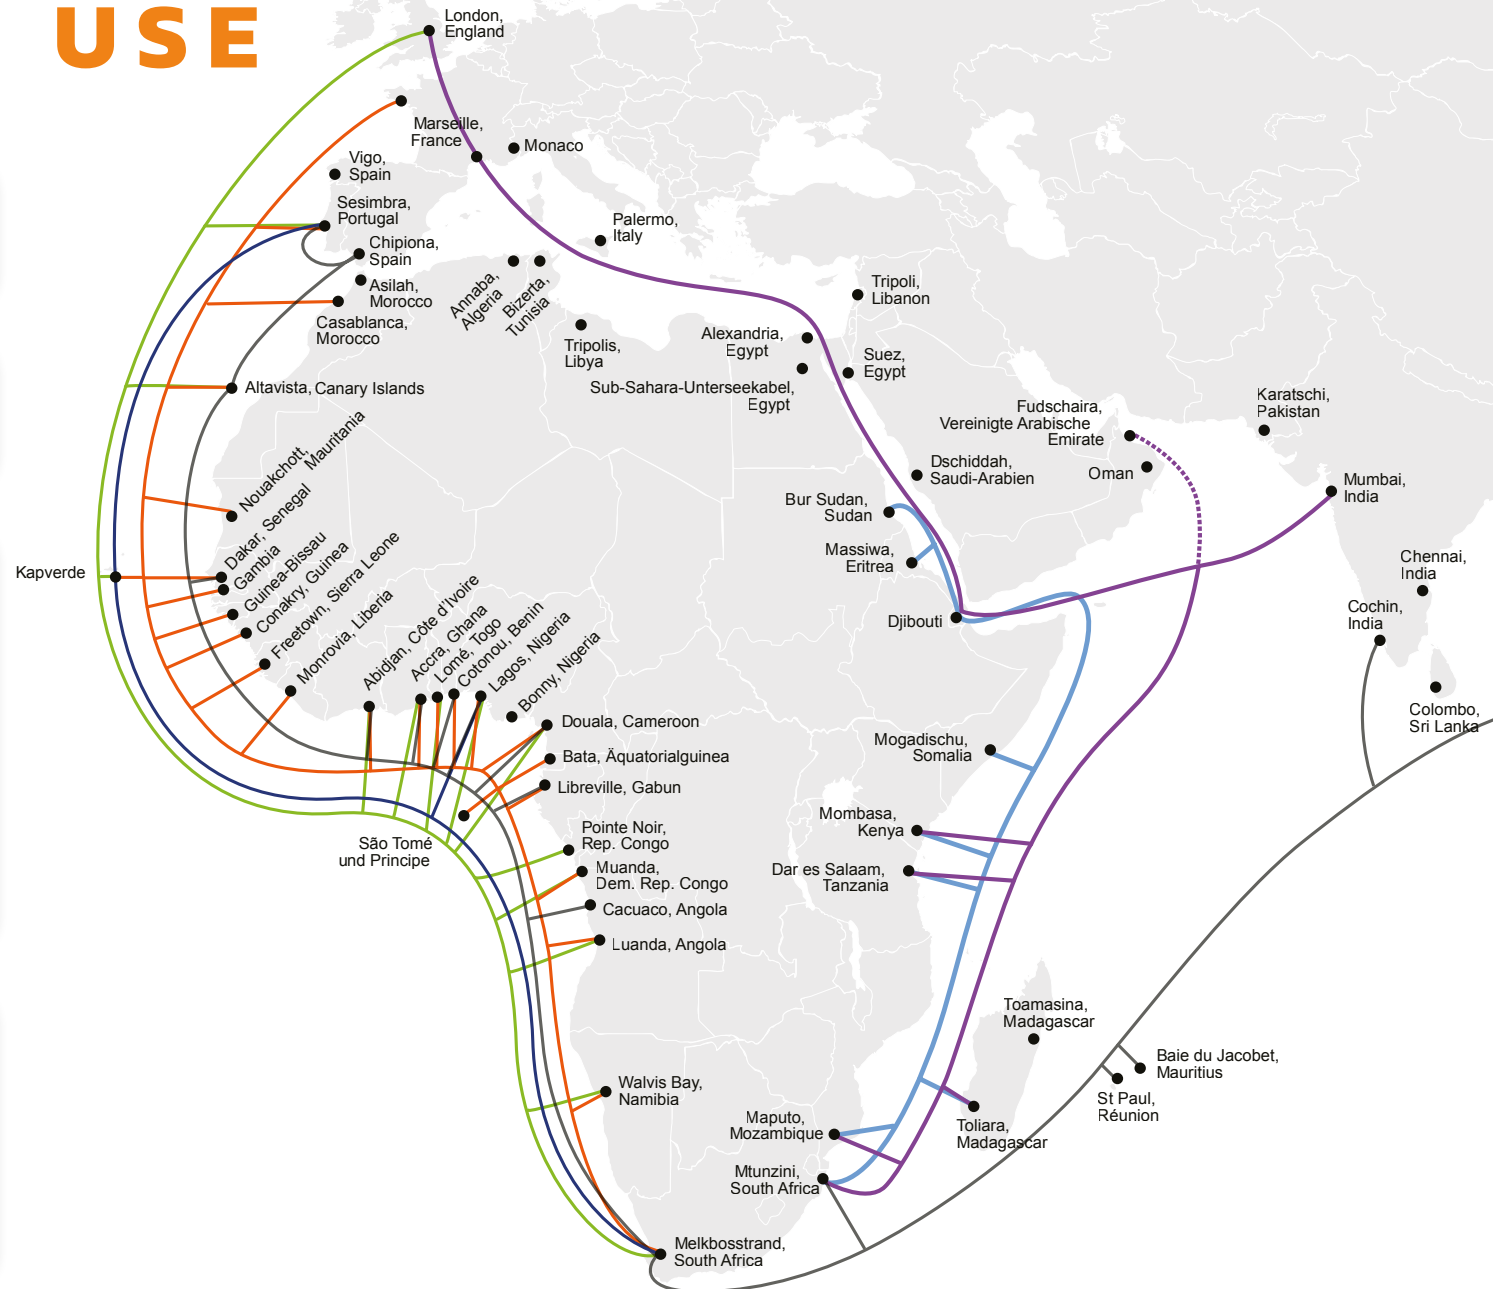 USE
London,
England
Marseille,
France
Monaco
Vigo,
Spain
Sesimbra,
Portugal
Palermo,
Italy
Chipiona,
Spain
Asilah,
Morocco
Casablanca,
Morocco
Annaba,
Algeria
Bizerta,
Tunisia
Tripolis,
Libya
Tripoli,
Libanon
Alexandria,
Egypt
Suez,
Egypt
Sub-Sahara-Unterseekabel,
Egypt
Altavista, Canary Islands
Fudschaira,
Vereinigte Arabische
Emirate
Oman
Karatschi,
Pakistan
Mumbai,
India
Dschiddah,
Saudi-Arabien
Bur Sudan,
Sudan
Massiwa,
Eritrea
Djibouti
Chennai,
India
Cochin,
India
Colombo,
Sri Lanka
Kapverde
Nouakchott,
Mauritania
Dakar, Senegal
Gambia
Guinea-Bissau
Conakry, Guinea
Freetown, Sierra Leone
Monrovia, Liberia
Abidjan, Côte d'Ivoire
Accra, Ghana
Lomé, Togo
Cotonou, Benin
Lagos, Nigeria
Bonny, Nigeria
Douala, Cameroon
Bata, Äquatorialguinea
Libreville, Gabun
São Tomé
und Principe
Pointe Noir,
Rep. Congo
Muanda,
Dem. Rep. Congo
Cacuaco, Angola
Luanda, Angola
Mogadischu,
Somalia
Mombasa,
Kenya
Dar es Salaam,
Tanzania
Toamasina,
Madagascar
Baie du Jacobet,
Mauritius
St Paul,
Réunion
Toliara,
Madagascar
Walvis Bay,
Namibia
Maputo,
Mozambique
Mtunzini,
South Africa
Melkbosstrand,
South Africa